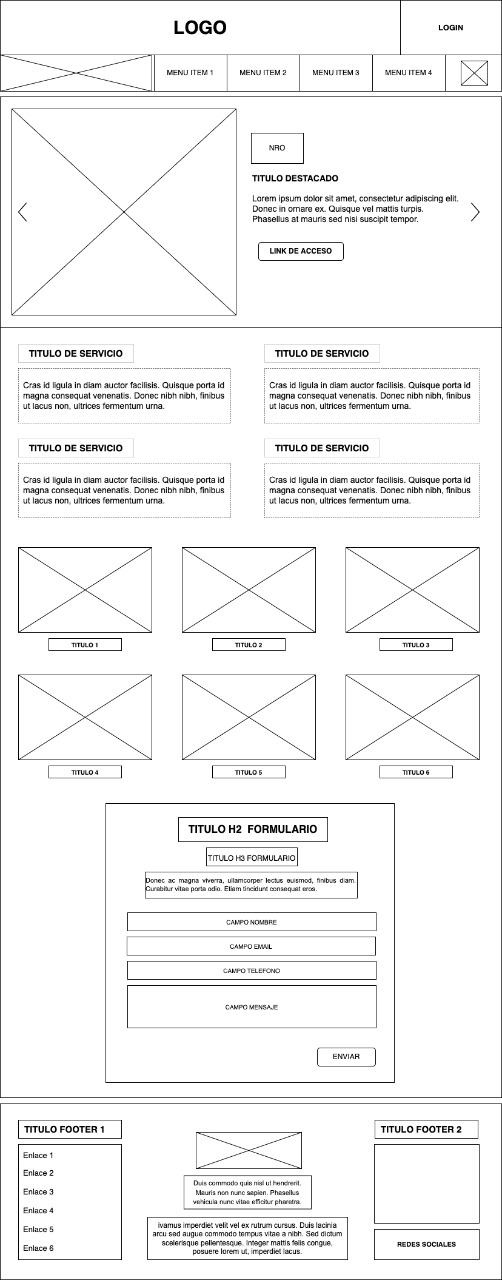 LOGO
LOGIN
MENU ITEM 1
MENU ITEM 2
MENU ITEM 3
MENU ITEM 4
NRO
TITULO DESTACADO
Lorem ipsum dolor sit amet, consectetur adipiscing elit.
Donec in ornare ex. Quisque vel mattis turpis.
Phasellus at mauris sed nisi suscipit tempor.
LINK DE ACCESO
TITULO DE SERVICIO
Cras id ligula in diam auctor facilisis. Quisque porta id
magna consequat venenatis. Donec nibh nibh, finibus
ut lacus non, ultrices fermentum urna.
TITULO DE SERVICIO
Cras id ligula in diam auctor facilisis. Quisque porta id
magna consequat venenatis. Donec nibh nibh, finibus
ut lacus non, ultrices fermentum urna.
TITULO DE SERVICIO
Cras id ligula in diam auctor facilisis. Quisque porta id
magna consequat venenatis. Donec nibh nibh, finibus
ut lacus non, ultrices fermentum urna.
TITULO DE SERVICIO
Cras id ligula in diam auctor facilisis. Quisque porta id
magna consequat venenatis. Donec nibh nibh, finibus
ut lacus non, ultrices fermentum urna.
TITULO 1
TITULO 2
TITULO 3
TITULO 4
TITULO 5
TITULO 6
TITULO H2 FORMULARIO
TITULO H3 FORMULARIO
Donec ac magna viverra, ullamcorper lectus euismod, finibus diam.
Curabitur vitae porta odio. Etiam tincidunt consequat eros.
CAMPO NOMBRE
CAMPO EMAIL
CAMPO TELEFONO
CAMPO MENSAJE
ENVIAR
TITULO FOOTER 1
Enlace 1
Enlace 2
Enlace 3
Enlace 4
Enlace 5
Enlace 6
Duis commodo quis nisl ut hendrerit.
Mauris non nunc sapien. Phasellus
vehicula nunc vitae efficitur pharetra.
ivamus imperdiet velit vel ex rutrum cursus. Duis lacinia
arcu sed augue commodo tempus vitae a nibh. Sed dictum
scelerisque pellentesque. Integer mattis felis congue,
posuere lorem ut, imperdiet lacus.
TITULO FOOTER 2
REDES SOCIALES